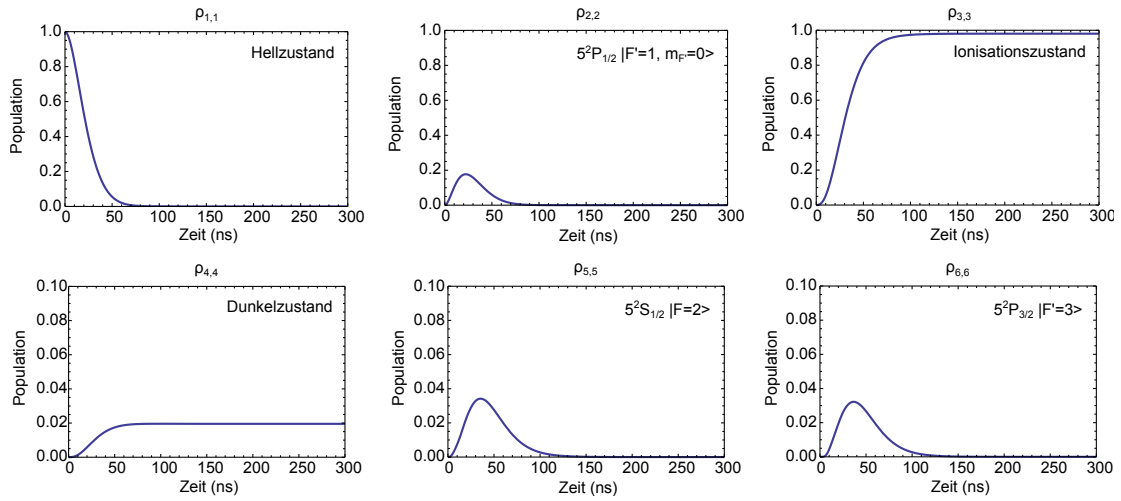 ρ1,1
Hellzustand
Population
1.0
0.8
0.6
0.4
0.2
0.0
0 50 100 150 200 250 300
Zeit (ns)
ρ2,2
5²P1/2 |F'=1, mF'=0>
Population
1.0
0.8
0.6
0.4
0.2
0.0
0 50 100 150 200 250 300
Zeit (ns)
ρ3,3
Ionisationszustand
Population
1.0
0.8
0.6
0.4
0.2
0.0
0 50 100 150 200 250 300
Zeit (ns)
ρ4,4
Dunkelzustand
Population
0.10
0.08
0.06
0.04
0.02
0.00
0 50 100 150 200 250 300
Zeit (ns)
ρ5,5
5²S1/2 |F=2>
Population
0.10
0.08
0.06
0.04
0.02
0.00
0 50 100 150 200 250 300
Zeit (ns)
ρ6,6
5²P3/2 |F'=3>
Population
0.10
0.08
0.06
0.04
0.02
0.00
0 50 100 150 200 250 300
Zeit (ns)